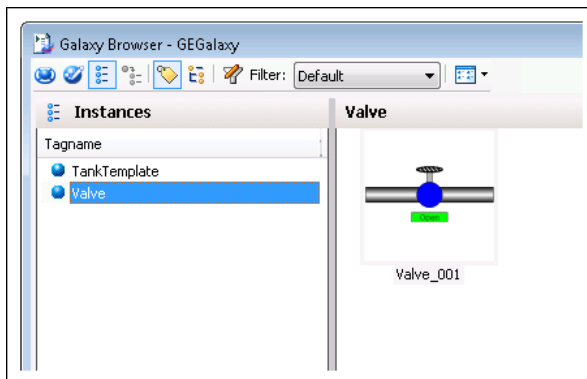 Galaxy Browser - GEGalaxy
Filter: Default
Instances
Valve
Tagname
TankTemplate
Valve
Open
Valve_001